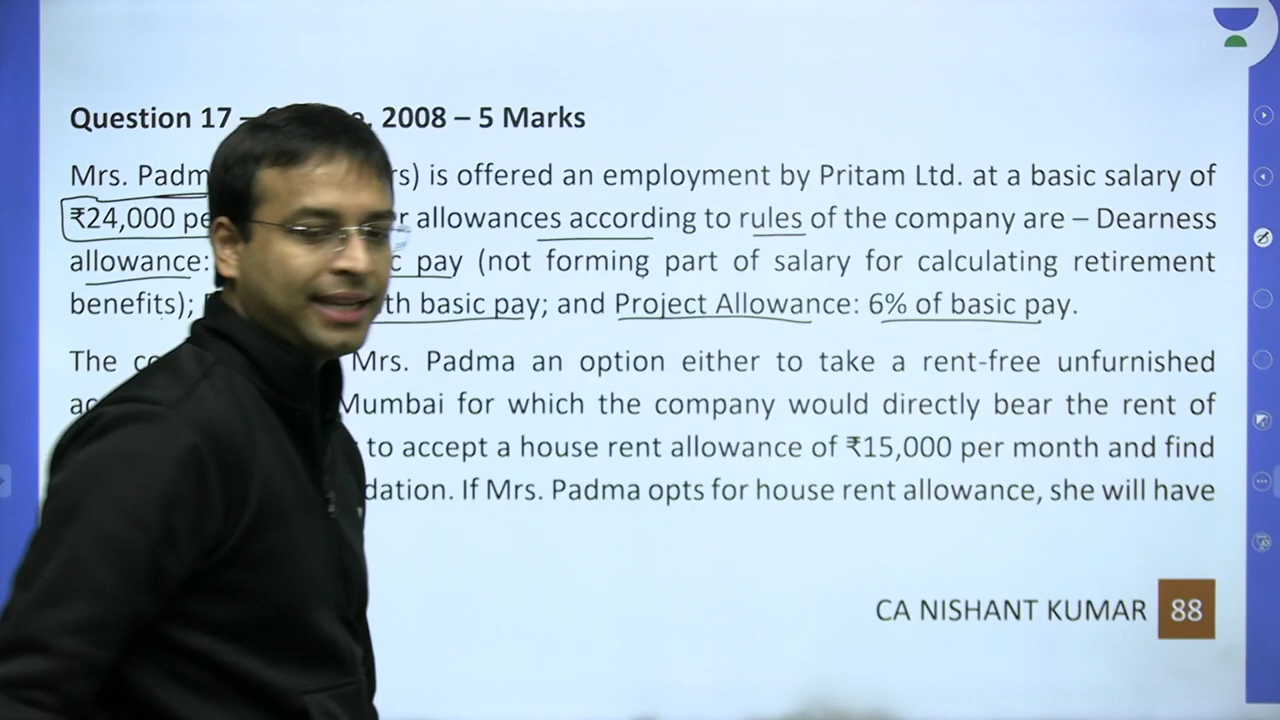 Question 17 – 2008 – 5 Marks
Mrs. is offered an employment by Pritam Ltd. at a basic salary of
₹24,000 allowances according to rules of the company are – Dearness
allowance: pay (not forming part of salary for calculating retirement
benefits); basic pay; and Project Allowance: 6% of basic pay.
The Mrs. Padma an option either to take a rent-free unfurnished
Mumbai for which the company would directly bear the rent of
to accept a house rent allowance of ₹15,000 per month and find
If Mrs. Padma opts for house rent allowance, she will have
CA NISHANT KUMAR 88